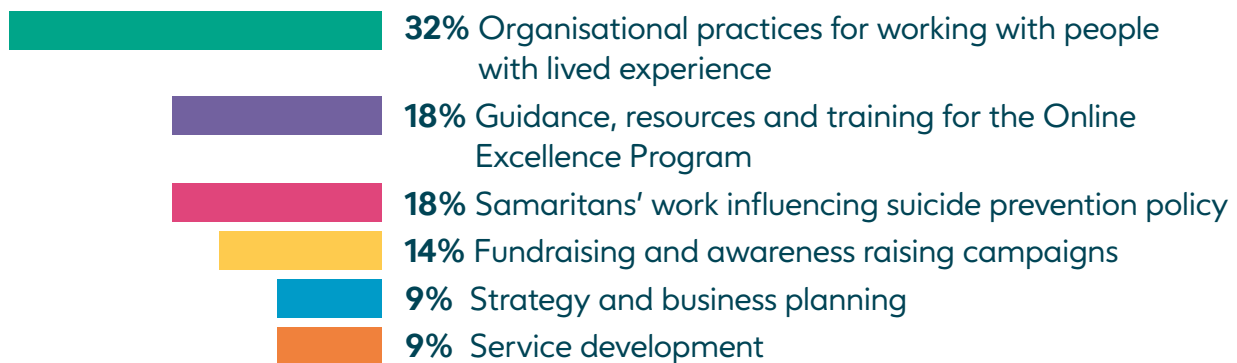 32% Organisational practices for working with people
with lived experience
18% Guidance, resources and training for the Online
Excellence Program
18% Samaritans’ work influencing suicide prevention policy
14% Fundraising and awareness raising campaigns
9% Strategy and business planning
9% Service development